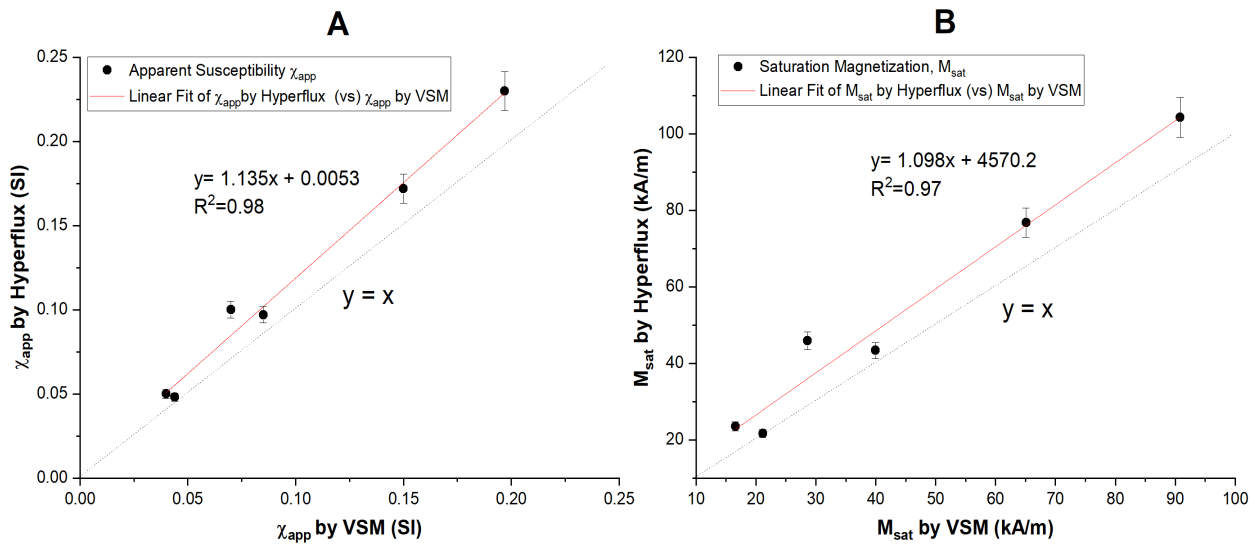 A
0.25
0.20
0.15
0.10
0.05
0.00
χapp by Hyperflux (SI)
Apparent Susceptibility χapp
Linear Fit of χapp by Hyperflux (vs) χapp by VSM
y= 1.135x + 0.0053
R²=0.98
y = x
0.00 0.05 0.10 0.15 0.20 0.25
χapp by VSM (SI)
B
120
100
80
60
40
20
Msat by Hyperflux (kA/m)
Saturation Magnetization, Msat
Linear Fit of Msat by Hyperflux (vs) Msat by VSM
y= 1.098x + 4570.2
R²=0.97
y = x
10 20 30 40 50 60 70 80 90 100
Msat by VSM (kA/m)